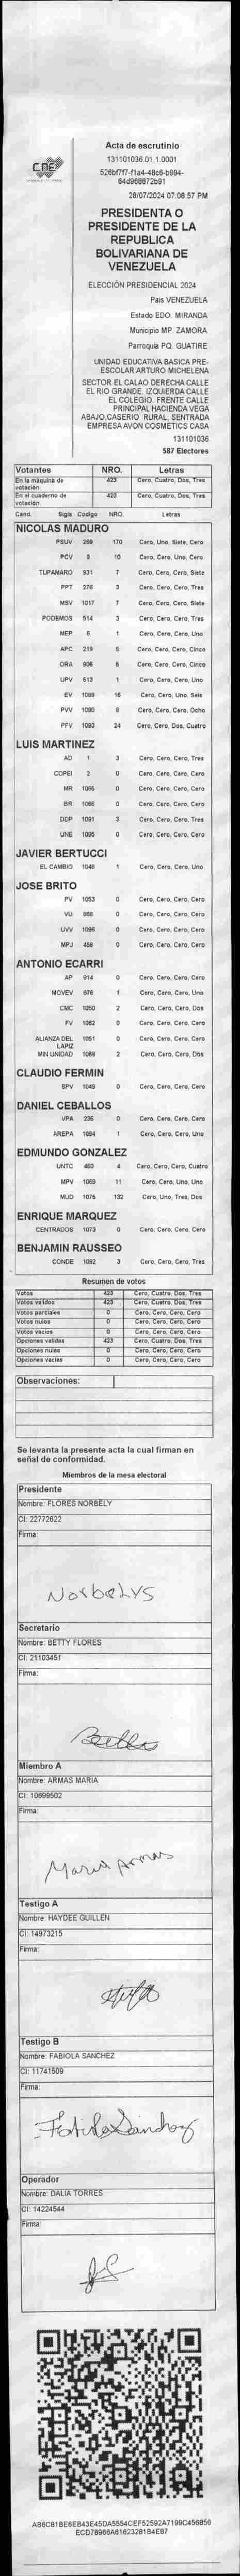 CNE
Acta de escrutinio
131101036.01.1.0001
526bf7f7-f1a4-48c6-b994-
64d968872b91
28/07/2024 07:08:57 PM
PRESIDENTA O
PRESIDENTE DE LA
REPUBLICA
BOLIVARIANA DE
VENEZUELA
ELECCIÓN PRESIDENCIAL 2024
Pais VENEZUELA
Estado EDO. MIRANDA
Municipio MP. ZAMORA
Parroquia PQ. GUATIRE
UNIDAD EDUCATIVA BASICA PRE-
ESCOLAR ARTURO MICHELENA
SECTOR EL CALAO DERECHA CALLE
EL RIO GRANDE. IZQUIERDA CALLE
EL COLEGIO. FRENTE CALLE
PRINCIPAL HACIENDA VEGA
ABAJO,CASERIO RURAL, SENTRADA
EMPRESA AVON COSMETICS CASA
131101036
587 Electores
Votantes NRO. Letras
En la máquina de votación 423 Cero, Cuatro, Dos, Tres
En el cuaderno de votación 423 Cero, Cuatro, Dos, Tres
Cand. Sigla Código NRO. Letras
NICOLAS MADURO
PSUV 269 170 Cero, Uno, Siete, Cero
PCV 9 10 Cero, Cero, Uno, Cero
TUPAMARO 931 7 Cero, Cero, Cero, Siete
PPT 276 3 Cero, Cero, Cero, Tres
MSV 1017 7 Cero, Cero, Cero, Siete
PODEMOS 514 3 Cero, Cero, Cero, Tres
MEP 6 1 Cero, Cero, Cero, Uno
APC 219 5 Cero, Cero, Cero, Cinco
ORA 906 5 Cero, Cero, Cero, Cinco
UPV 513 1 Cero, Cero, Cero, Uno
EV 1088 16 Cero, Cero, Uno, Seis
PVV 1090 8 Cero, Cero, Cero, Ocho
PFV 1093 24 Cero, Cero, Dos, Cuatro
LUIS MARTINEZ
AD 1 3 Cero, Cero, Cero, Tres
COPEI 2 0 Cero, Cero, Cero, Cero
MR 1085 0 Cero, Cero, Cero, Cero
BR 1066 0 Cero, Cero, Cero, Cero
DDP 1091 3 Cero, Cero, Cero, Tres
UNE 1095 0 Cero, Cero, Cero, Cero
JAVIER BERTUCCI
EL CAMBIO 1048 1 Cero, Cero, Cero, Uno
JOSE BRITO
PV 1053 0 Cero, Cero, Cero, Cero
VU 868 0 Cero, Cero, Cero, Cero
UVV 1096 0 Cero, Cero, Cero, Cero
MPJ 458 0 Cero, Cero, Cero, Cero
ANTONIO ECARRI
AP 914 0 Cero, Cero, Cero, Cero
MOVEV 876 1 Cero, Cero, Cero, Uno
CMC 1050 2 Cero, Cero, Cero, Dos
FV 1062 0 Cero, Cero, Cero, Cero
ALIANZA DEL LAPIZ 1051 0 Cero, Cero, Cero, Cero
MIN UNIDAD 1068 2 Cero, Cero, Cero, Dos
CLAUDIO FERMIN
SPV 1049 0 Cero, Cero, Cero, Cero
DANIEL CEBALLOS
VPA 236 0 Cero, Cero, Cero, Cero
AREPA 1084 1 Cero, Cero, Cero, Uno
EDMUNDO GONZALEZ
UNTC 460 4 Cero, Cero, Cero, Cuatro
MPV 1069 11 Cero, Cero, Uno, Uno
MUD 1076 132 Cero, Uno, Tres, Dos
ENRIQUE MARQUEZ
CENTRADOS 1073 0 Cero, Cero, Cero, Cero
BENJAMIN RAUSSEO
CONDE 1092 3 Cero, Cero, Cero, Tres
Resumen de votos
Votos 423 Cero, Cuatro, Dos, Tres
Votos validos 423 Cero, Cuatro, Dos, Tres
Votos parciales 0 Cero, Cero, Cero, Cero
Votos nulos 0 Cero, Cero, Cero, Cero
Votos vacios 0 Cero, Cero, Cero, Cero
Opciones validas 423 Cero, Cuatro, Dos, Tres
Opciones nulas 0 Cero, Cero, Cero, Cero
Opciones vacias 0 Cero, Cero, Cero, Cero
Observaciones:
Se levanta la presente acta la cual firman en
señal de conformidad.
Miembros de la mesa electoral
Presidente
Nombre: FLORES NORBELY
CI: 22772622
Firma:
Norbelys
Secretario
Nombre: BETTY FLORES
CI: 21103451
Firma:
Miembro A
Nombre: ARMAS MARIA
CI: 10699502
Firma:
Maria Armas
Testigo A
Nombre: HAYDEE GUILLEN
CI: 14973215
Firma:
Testigo B
Nombre: FABIOLA SANCHEZ
CI: 11741509
Firma:
Fabiola Sanchez
Operador
Nombre: DALIA TORRES
CI: 14224544
Firma:
AB8C81BE6EB43E45DA5554CEF52592A7199C456856
ECD78966A61623281B4E87